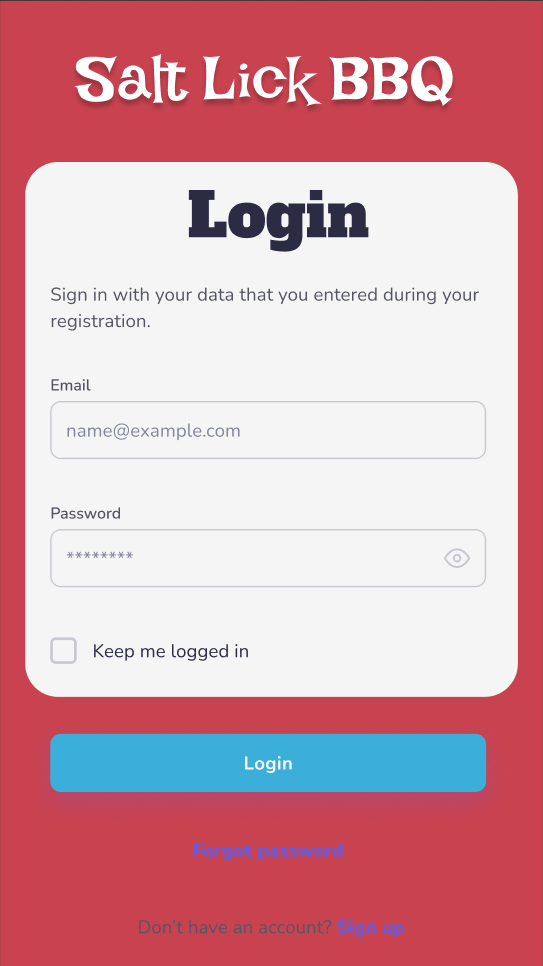 Salt Lick BBQ
Login
Sign in with your data that you entered during your
registration.
Email
name@example.com
Password
********
Keep me logged in
Login
Forgot password
Don't have an account? Sign up